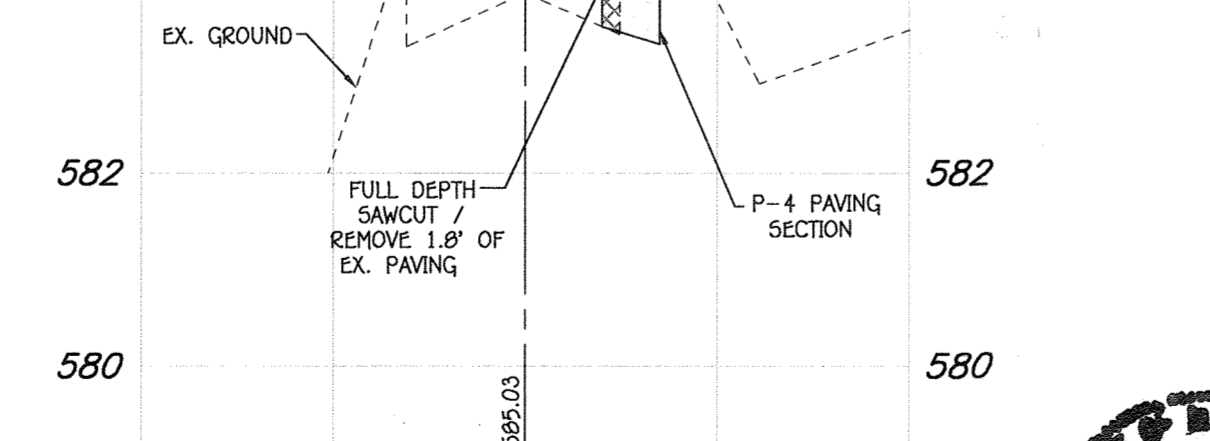 EX. GROUND
582
582
FULL DEPTH
SAWCUT /
REMOVE 1.8' OF
EX. PAVING
P-4 PAVING
SECTION
580
580
585.03